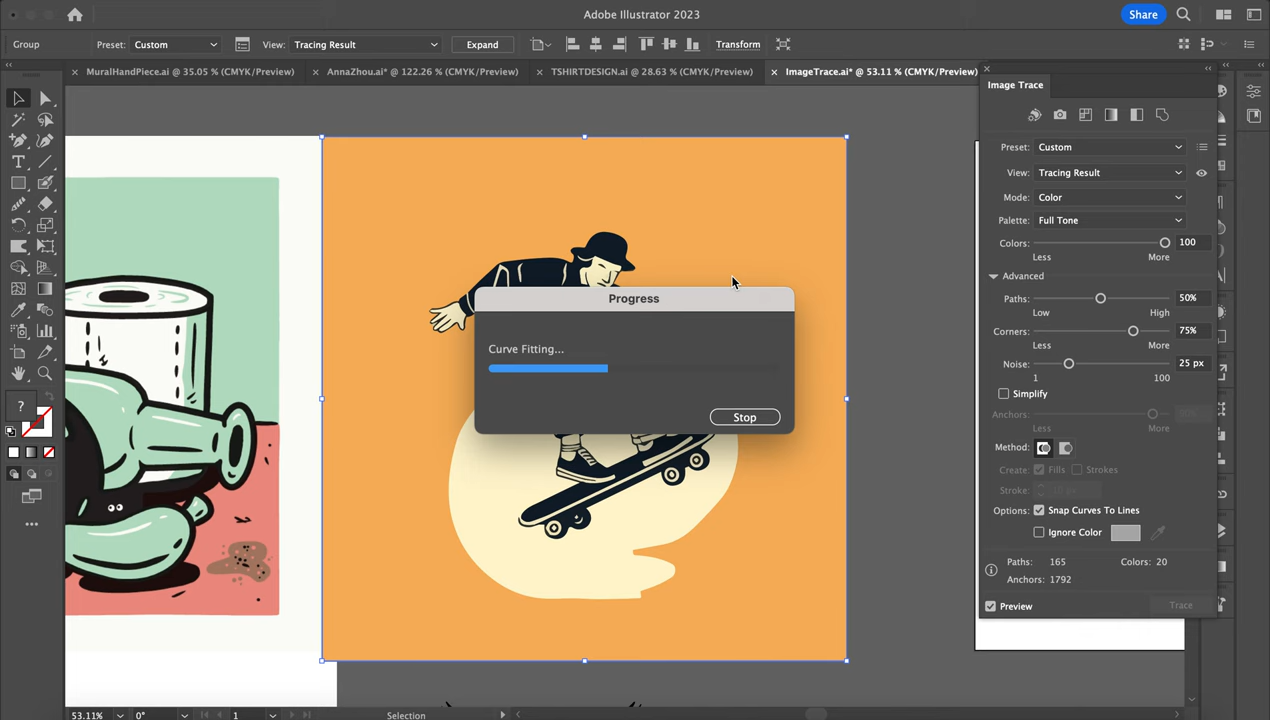 Adobe Illustrator 2023
Share
Group
Preset: Custom
View: Tracing Result
Expand
Transform
× MuralHandPiece.ai @ 35.05 % (CMYK/Preview)
× AnnaZhou.ai* @ 122.26 % (CMYK/Preview)
× TSHIRTDESIGN.ai @ 28.63 % (CMYK/Preview)
× ImageTrace.ai* @ 53.11 % (CMYK/Preview)
Image Trace
Preset: Custom
View: Tracing Result
Mode: Color
Palette: Full Tone
Colors: 100
Less More
Advanced
Paths: 50%
Low High
Corners: 75%
Less More
Noise: 25 px
1 100
Simplify
Anchors:
Less More
Method:
Create: Fills Strokes
Stroke: 10 px
Options: Snap Curves To Lines
Ignore Color
Paths: 165 Colors: 20
Anchors: 1792
Preview Trace
Progress
Curve Fitting...
Stop
?
53.11% 0° 1 Selection